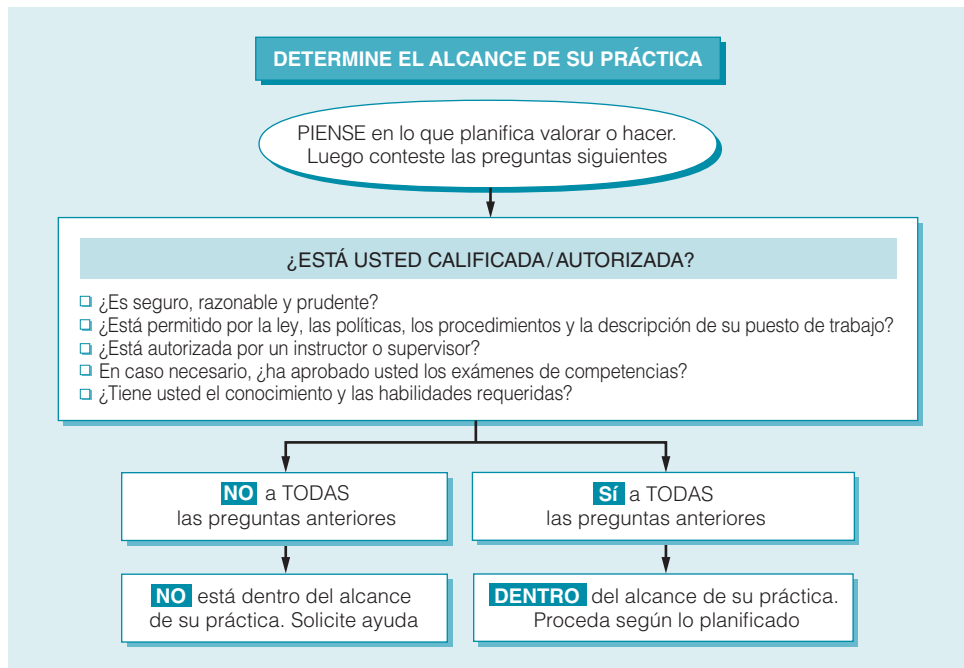 DETERMINE EL ALCANCE DE SU PRÁCTICA
PIENSE en lo que planifica valorar o hacer.
Luego conteste las preguntas siguientes
¿ESTÁ USTED CALIFICADA/AUTORIZADA?
¿Es seguro, razonable y prudente?
¿Está permitido por la ley, las políticas, los procedimientos y la descripción de su puesto de trabajo?
¿Está autorizada por un instructor o supervisor?
En caso necesario, ¿ha aprobado usted los exámenes de competencias?
¿Tiene usted el conocimiento y las habilidades requeridas?
NO a TODAS
las preguntas anteriores
Sí a TODAS
las preguntas anteriores
NO está dentro del alcance
de su práctica. Solicite ayuda
DENTRO del alcance de su práctica.
Proceda según lo planificado